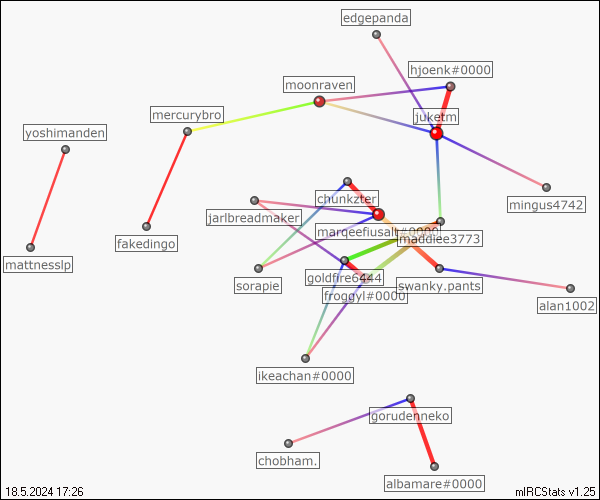 edgepanda
hjoenk#0000
moonraven
mercurybro
juketm
yoshimanden
chunkzter
mingus4742
jarlbreadmaker
marqeefiusalt#0000
maddiee3773
fakedingo
mattnesslp
sorapie
goldfire6444
swanky.pants
froggyl#0000
alan1002
ikeachan#0000
gorudenneko
chobham.
albamare#0000
18.5.2024 17:26
mIRCStats v1.25